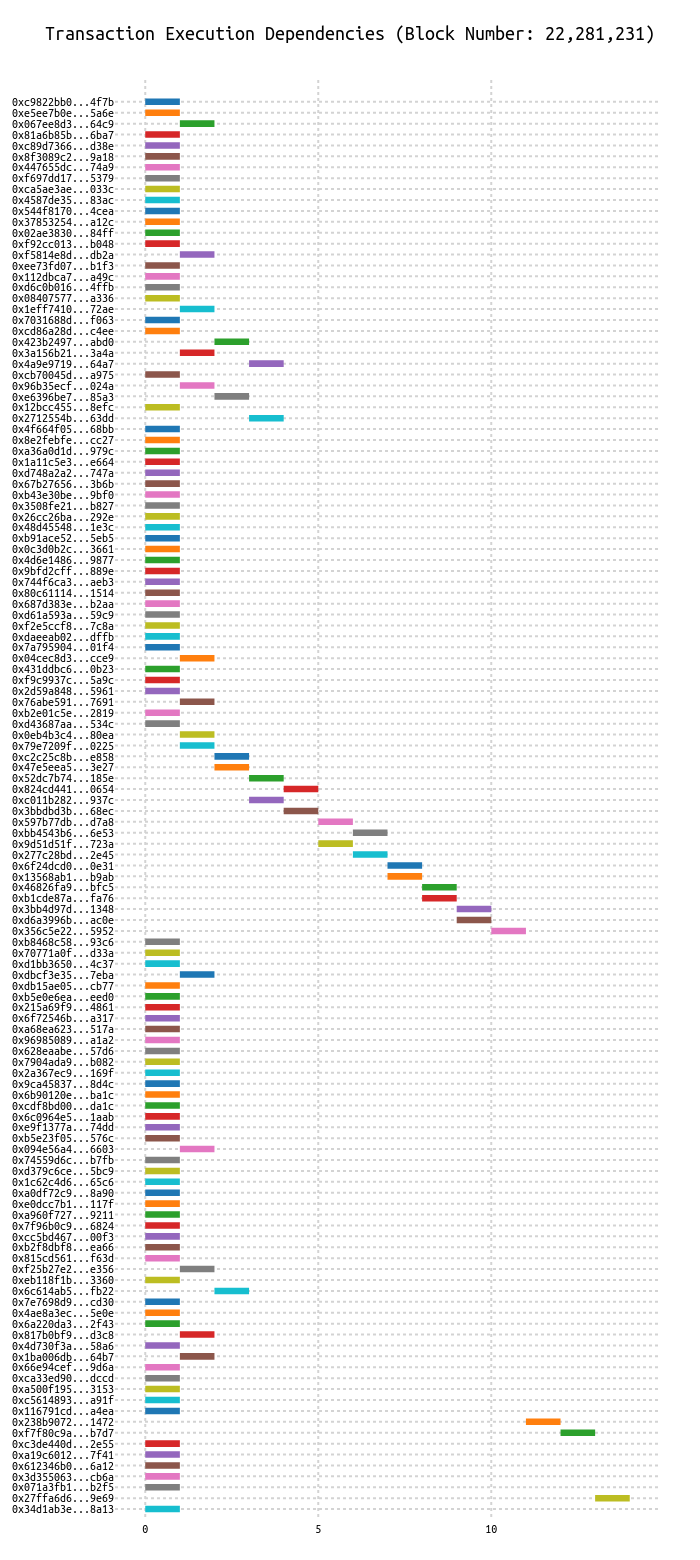 Transaction Execution Dependencies (Block Number: 22,281,231)
0xc9822bb0...4f7b
0xe5ee7b0e...5a6e
0x067ee8d3...64c9
0x81a6b85b...6ba7
0xc89d7366...d38e
0x8f3089c2...9a18
0x447655dc...74a9
0xf697dd17...5379
0xca5ae3ae...033c
0x4587de35...83ac
0x544f8170...4cea
0x37853254...a12c
0x02ae3830...84ff
0xf92cc013...b048
0xf5814e8d...db2a
0xee73fd07...b1f3
0x112dbca7...a49c
0xd6c0b016...4ffb
0x08407577...a336
0x1eff7410...72ae
0x7031688d...f063
0xcd86a28d...c4ee
0x423b2497...abd0
0x3a156b21...3a4a
0x4a9e9719...64a7
0xcb70045d...a975
0x96b35ecf...024a
0xe6396be7...85a3
0x12bcc455...8efc
0x2712554b...63dd
0x4f664f05...68bb
0x8e2febfe...cc27
0xa36a0d1d...979c
0x1a11c5e3...e664
0xd748a2a2...747a
0x67b27656...3b6b
0xb43e30be...9bf0
0x3508fe21...b827
0x26cc26ba...292e
0x48d45548...1e3c
0xb91ace52...5eb5
0x0c3d0b2c...3661
0x4d6e1486...9877
0x9bfd2cff...889e
0x744f6ca3...aeb3
0x80c61114...1514
0x687d383e...b2aa
0xd61a593a...59c9
0xf2e5ccf8...7c8a
0xdaeeab02...dffb
0x7a795904...01f4
0x04cec8d3...cce9
0x431ddbc6...0b23
0xf9c9937c...5a9c
0x2d59a848...5961
0x76abe591...7691
0xb2e01c5e...2819
0xd43687aa...534c
0x0eb4b3c4...80ea
0x79e7209f...0225
0xc2c25c8b...e858
0x47e5eea5...3e27
0x52dc7b74...185e
0x824cd441...0654
0xc011b282...937c
0x3bbdbd3b...68ec
0x597b77db...d7a8
0xbb4543b6...6e53
0x9d51d51f...723a
0x277c28bd...2e45
0x6f24dcd0...0e31
0x13568ab1...b9ab
0x46826fa9...bfc5
0xb1cde87a...fa76
0x3bb4d97d...1348
0xd6a3996b...ac0e
0x356c5e22...5952
0xb8468c58...93c6
0x70771a0f...d33a
0xd1bb3650...4c37
0xdbcf3e35...7eba
0xdb15ae05...cb77
0xb5e0e6ea...eed0
0x215a69f9...4861
0x6f72546b...a317
0xa68ea623...517a
0x96985089...a1a2
0x628eaabe...57d6
0x7904ada9...b082
0x2a367ec9...169f
0x9ca45837...8d4c
0x6b90120e...ba1c
0xcdf8bd00...da1c
0x6c0964e5...1aab
0xe9f1377a...74dd
0xb5e23f05...576c
0x094e56a4...6603
0x74559d6c...b7fb
0xd379c6ce...5bc9
0x1c62c4d6...65c6
0xa0df72c9...8a90
0xe0dcc7b1...117f
0xa960f727...9211
0x7f96b0c9...6824
0xcc5bd467...00f3
0xb2f8dbf8...ea66
0x815cd561...f63d
0xf25b27e2...e356
0xeb118f1b...3360
0x6c614ab5...fb22
0x7e7698d9...cd30
0x4ae8a3ec...5e0e
0x6a220da3...2f43
0x817b0bf9...d3c8
0x4d730f3a...58a6
0x1ba006db...64b7
0x66e94cef...9d6a
0xca33ed90...dccd
0xa500f195...3153
0xc5614893...a91f
0x116791cd...a4ea
0x238b9072...1472
0xf7f80c9a...b7d7
0xc3de440d...2e55
0xa19c6012...7f41
0x612346b0...6a12
0x3d355063...cb6a
0x071a3fb1...b2f5
0x27ffa6d6...9e69
0x34d1ab3e...8a13
0 5 10